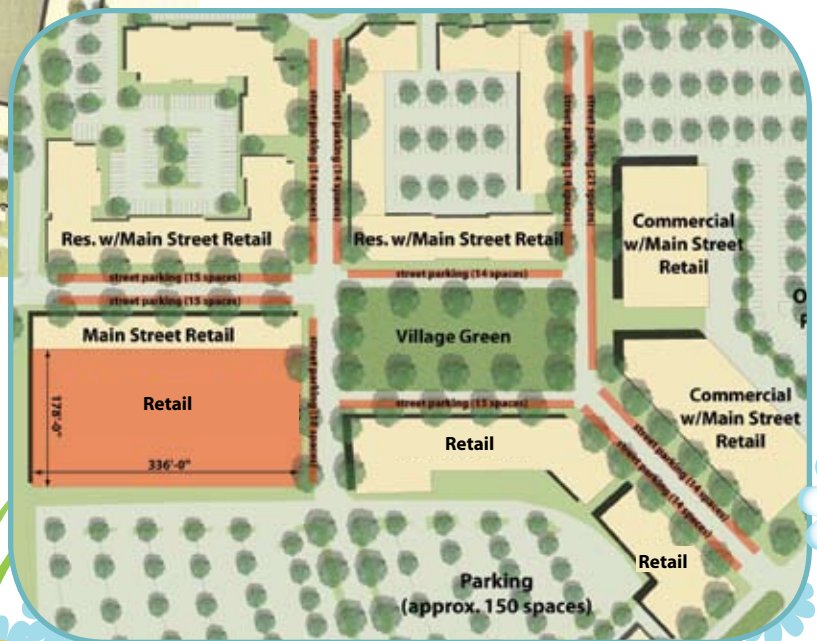 street parking (14 spaces)
street parking (14 spaces)
street parking (14 spaces)
street parking (21 spaces)
Res. w/Main Street Retail
Res. w/Main Street Retail
Commercial
w/Main Street
Retail
street parking (15 spaces)
street parking (14 spaces)
street parking (15 spaces)
Main Street Retail
Village Green
Retail
178'-0"
336'-0"
street parking (15 spaces)
Retail
Commercial
w/Main Street
Retail
street parking (14 spaces)
street parking (14 spaces)
Retail
Parking
(approx. 150 spaces)